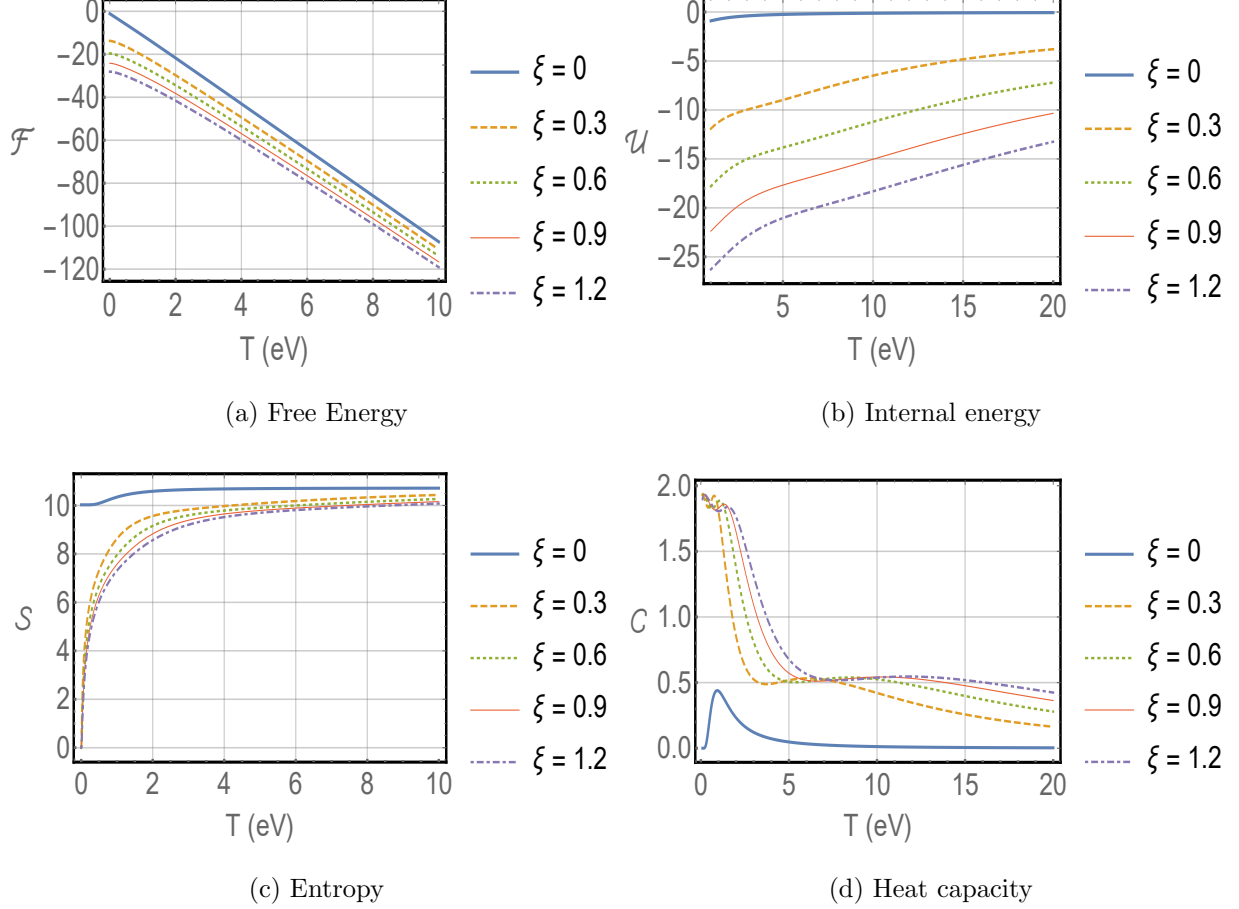 0
−20
−40
−60
−80
−100
−120
ℱ
0 2 4 6 8 10
T (eV)
ξ = 0
ξ = 0.3
ξ = 0.6
ξ = 0.9
ξ = 1.2
(a) Free Energy
0
−5
−10
−15
−20
−25
𝒰
5 10 15 20
T (eV)
ξ = 0
ξ = 0.3
ξ = 0.6
ξ = 0.9
ξ = 1.2
(b) Internal energy
10
8
6
4
2
0
𝒮
0 2 4 6 8 10
T (eV)
ξ = 0
ξ = 0.3
ξ = 0.6
ξ = 0.9
ξ = 1.2
(c) Entropy
2.0
1.5
1.0
0.5
0.0
𝒞
0 5 10 15 20
T (eV)
ξ = 0
ξ = 0.3
ξ = 0.6
ξ = 0.9
ξ = 1.2
(d) Heat capacity